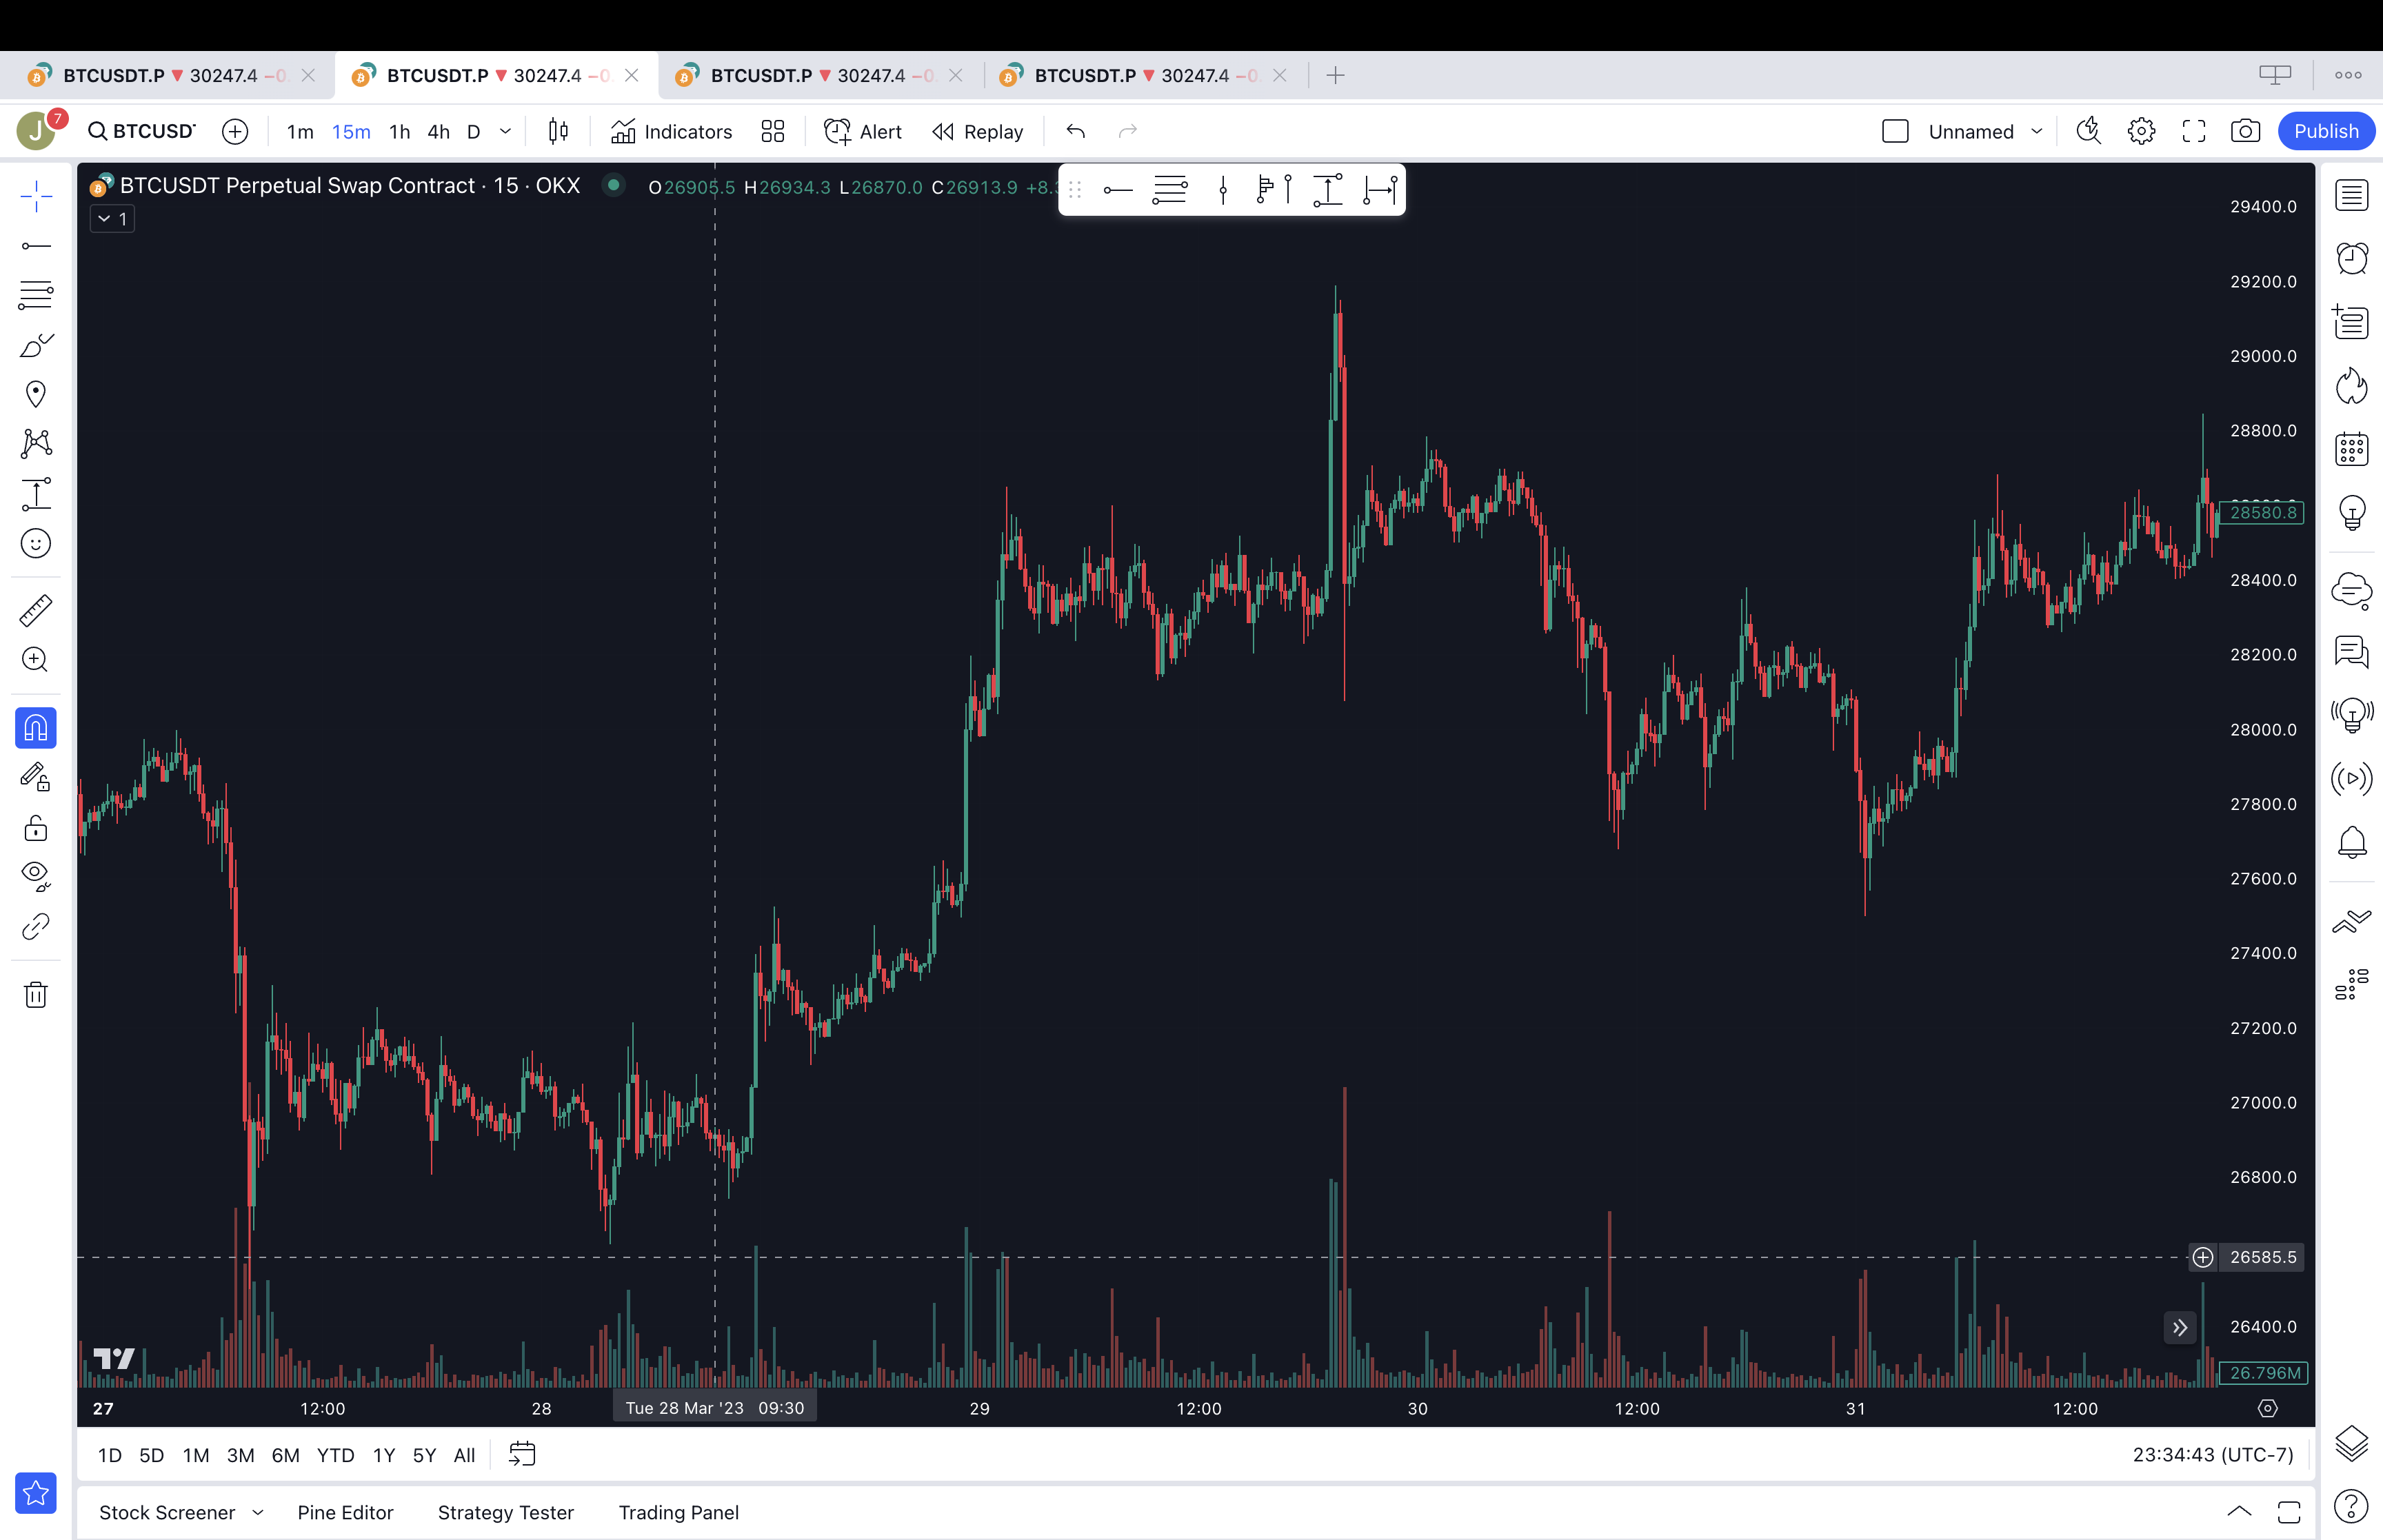 BTCUSDT.P 30247.4 −0 BTCUSDT.P 30247.4 −0 BTCUSDT.P 30247.4 −0 BTCUSDT.P 30247.4 −0
J 7 BTCUSD 1m 15m 1h 4h D Indicators Alert Replay Unnamed Publish
BTCUSDT Perpetual Swap Contract · 15 · OKX O26905.5 H26934.3 L26870.0 C26913.9 +8.
1
29400.0
29200.0
29000.0
28800.0
28580.8
28400.0
28200.0
28000.0
27800.0
27600.0
27400.0
27200.0
27000.0
26800.0
26585.5
26400.0
26.796M
27 12:00 28 Tue 28 Mar '23 09:30 29 12:00 30 12:00 31 12:00
1D 5D 1M 3M 6M YTD 1Y 5Y All 23:34:43 (UTC-7)
Stock Screener Pine Editor Strategy Tester Trading Panel